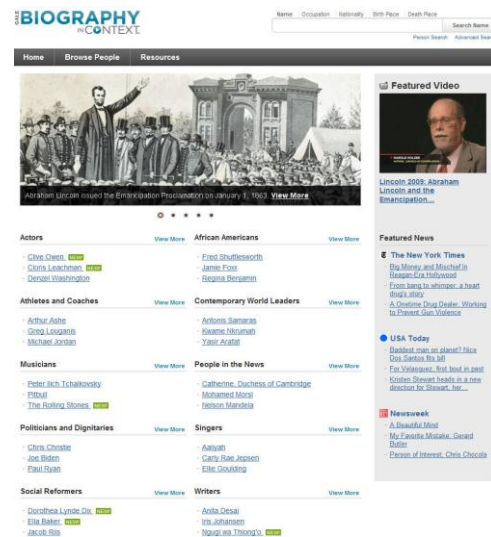 GALE
BIOGRAPHY
IN CONTEXT
Name Occupation Nationality Birth Place Death Place
Search Name
Person Search Advanced Sear
Home Browse People Resources
Abraham Lincoln issued the Emancipation Proclamation on January 1, 1863. View More
Actors View More
Clive Owen NEW!
Cloris Leachman NEW!
Denzel Washington
African Americans View More
Fred Shuttlesworth
Jamie Foxx
Regina Benjamin
Athletes and Coaches View More
Arthur Ashe
Greg Louganis
Michael Jordan
Contemporary World Leaders View More
Antonis Samaras
Kwame Nkrumah
Yasir Arafat
Musicians View More
Peter Ilich Tchaikovsky
Pitbull
The Rolling Stones NEW!
People in the News View More
Catherine, Duchess of Cambridge
Mohamed Morsi
Nelson Mandela
Politicians and Dignitaries View More
Chris Christie
Joe Biden
Paul Ryan
Singers View More
Aaliyah
Carly Rae Jepsen
Ellie Goulding
Social Reformers View More
Dorothea Lynde Dix NEW!
Ella Baker NEW!
Jacob Riis
Writers View More
Anita Desai
Iris Johansen
Ngugi wa Thiong'o NEW!
Featured Video
HAROLD HOLZER
Lincoln 2009: Abraham
Lincoln and the
Emancipation...
Featured News
The New York Times
Big Money and Mischief in
Reagan-Era Hollywood
From bang to whimper, a heart
drug's story
A Onetime Drug Dealer, Working
to Prevent Gun Violence
USA Today
Baddest man on planet? Nice
Dos Santos fits bill
For Velasquez, first bout in past
Kristen Stewart heads in a new
direction for Stewart, her...
Newsweek
A Beautiful Mind
My Favorite Mistake: Gerard
Butler
Person of Interest: Chris Chocola